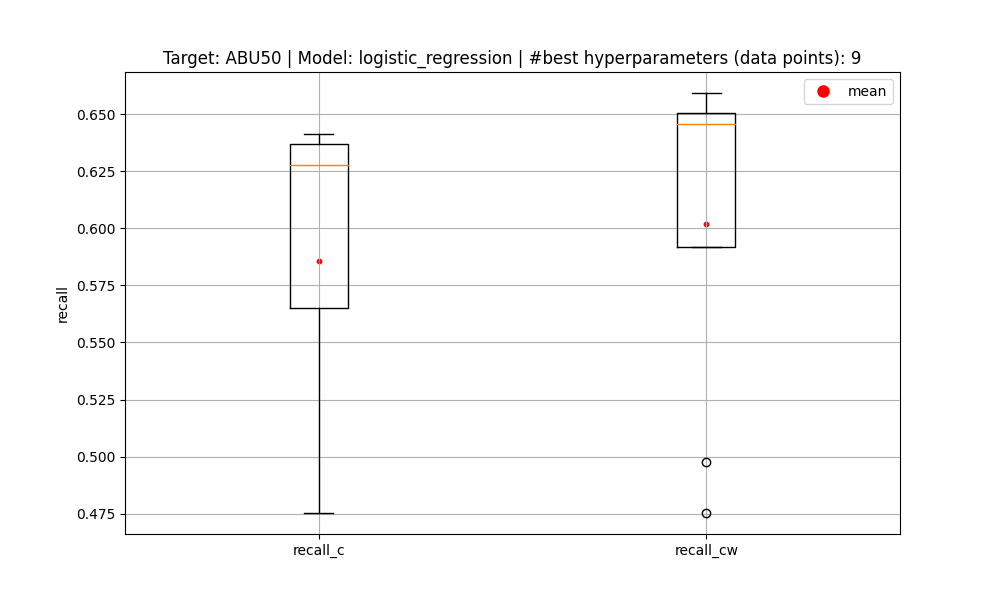 Target: ABU50 | Model: logistic_regression | #best hyperparameters (data points): 9
mean
0.650
0.625
0.600
0.575
0.550
0.525
0.500
0.475
recall
recall_c
recall_cw